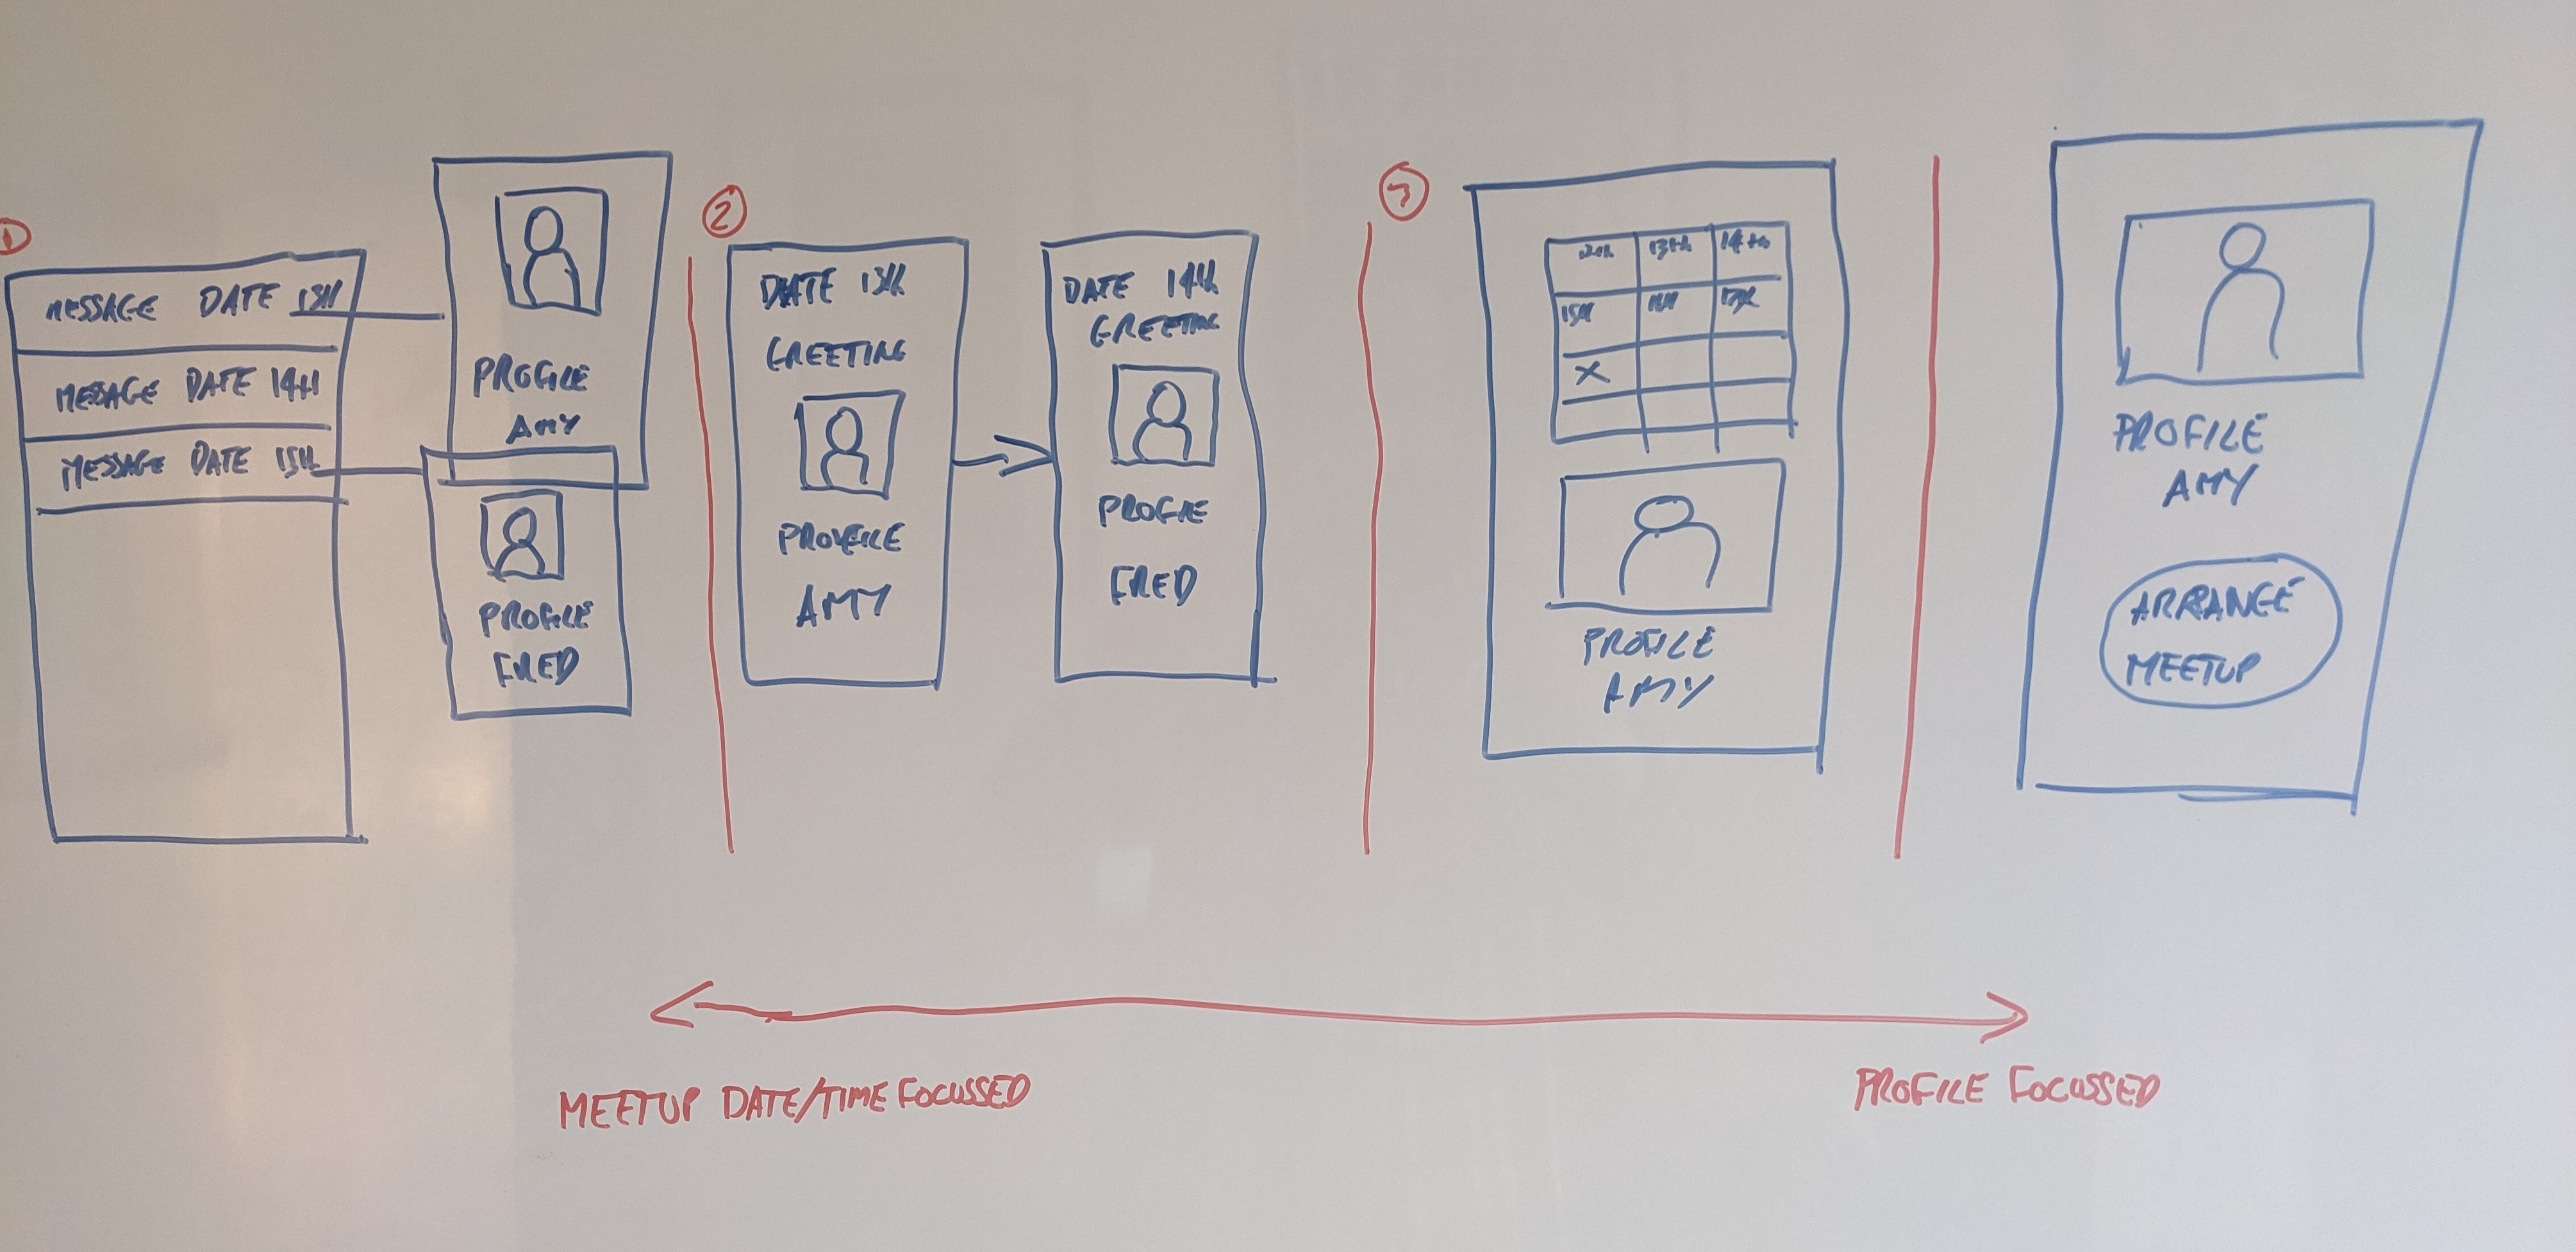 1
MESSAGE DATE 13th
MESSAGE DATE 14th
MESSAGE DATE 15th
PROFILE
AMY
PROFILE
FRED
2
DATE 13th
GREETING
PROFILE
AMY
DATE 14th
GREETING
PROFILE
FRED
3
12th 13th 14th
15th 16th 17th
X
PROFILE
AMY
PROFILE
AMY
ARRANGE
MEETUP
MEETUP DATE/TIME FOCUSSED
PROFILE FOCUSSED